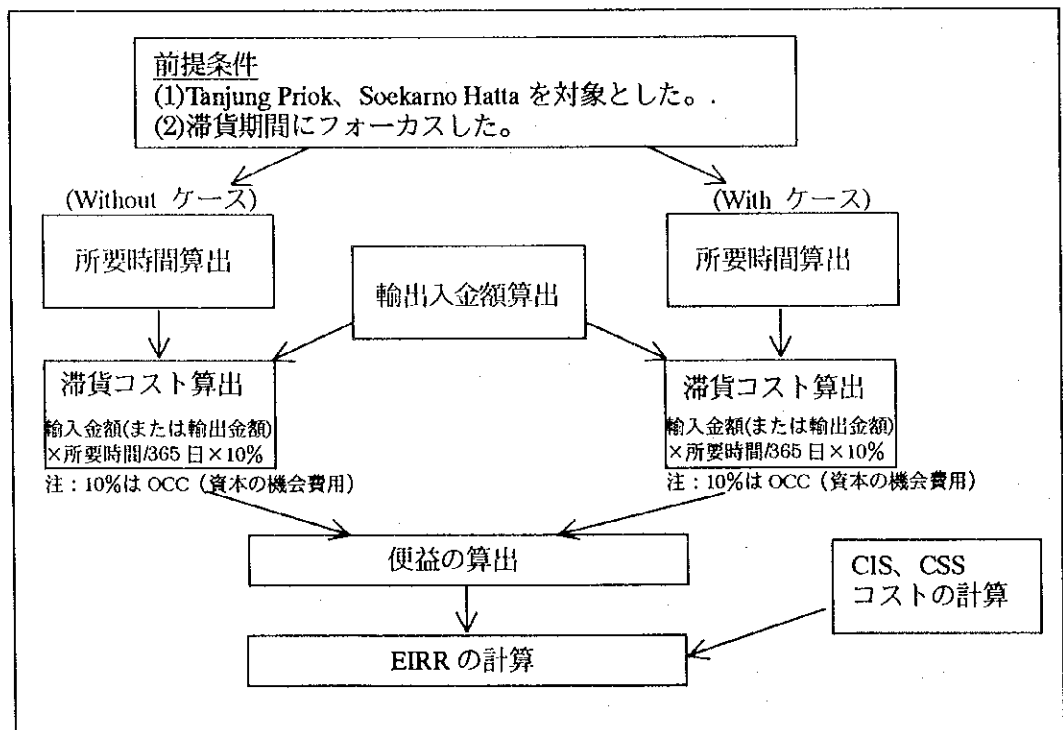 前提条件
(1)Tanjung Priok、Soekarno Hatta を対象とした。.
(2)滞貨期間にフォーカスした。
(Without ケース)
(With ケース)
所要時間算出
輸出入金額算出
所要時間算出
滞貨コスト算出
輸入金額(または輸出金額)
×所要時間/365 日×10%
注：10%は OCC（資本の機会費用）
滞貨コスト算出
輸入金額(または輸出金額)
×所要時間/365 日×10%
注：10%は OCC（資本の機会費用）
便益の算出
CIS、CSS
コストの計算
EIRR の計算